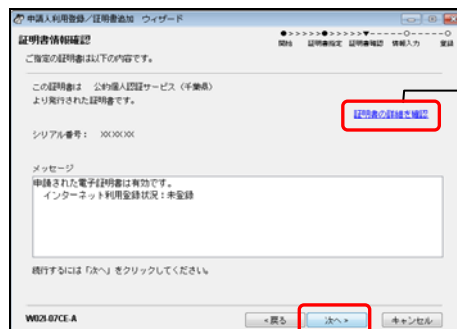 申請人利用登録／証明書追加 ウィザード
証明書情報確認
●>>>>>●>>>>>▼-----○-----○
開始 証明書指定 証明書確認 情報入力 登録
ご指定の証明書は以下の内容です。
この証明書は 公的個人認証サービス（千葉県）
より発行された証明書です。
証明書の詳細を確認
シリアル番号： XXXXXXX
メッセージ
申請された電子証明書は有効です。
インターネット利用登録状況：未登録
続行するには「次へ」をクリックしてください。
W02I-07CE-A
<戻る 次へ> キャンセル